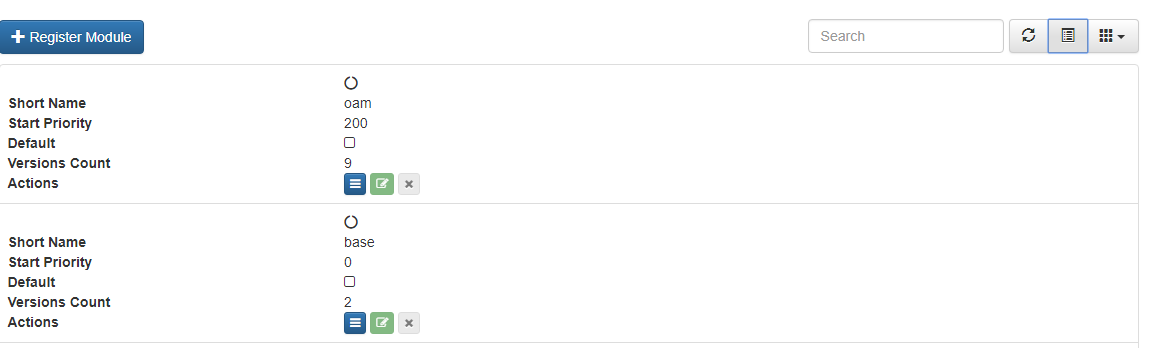 Register Module
Search
Short Name oam
Start Priority 200
Default
Versions Count 9
Actions
Short Name base
Start Priority 0
Default
Versions Count 2
Actions